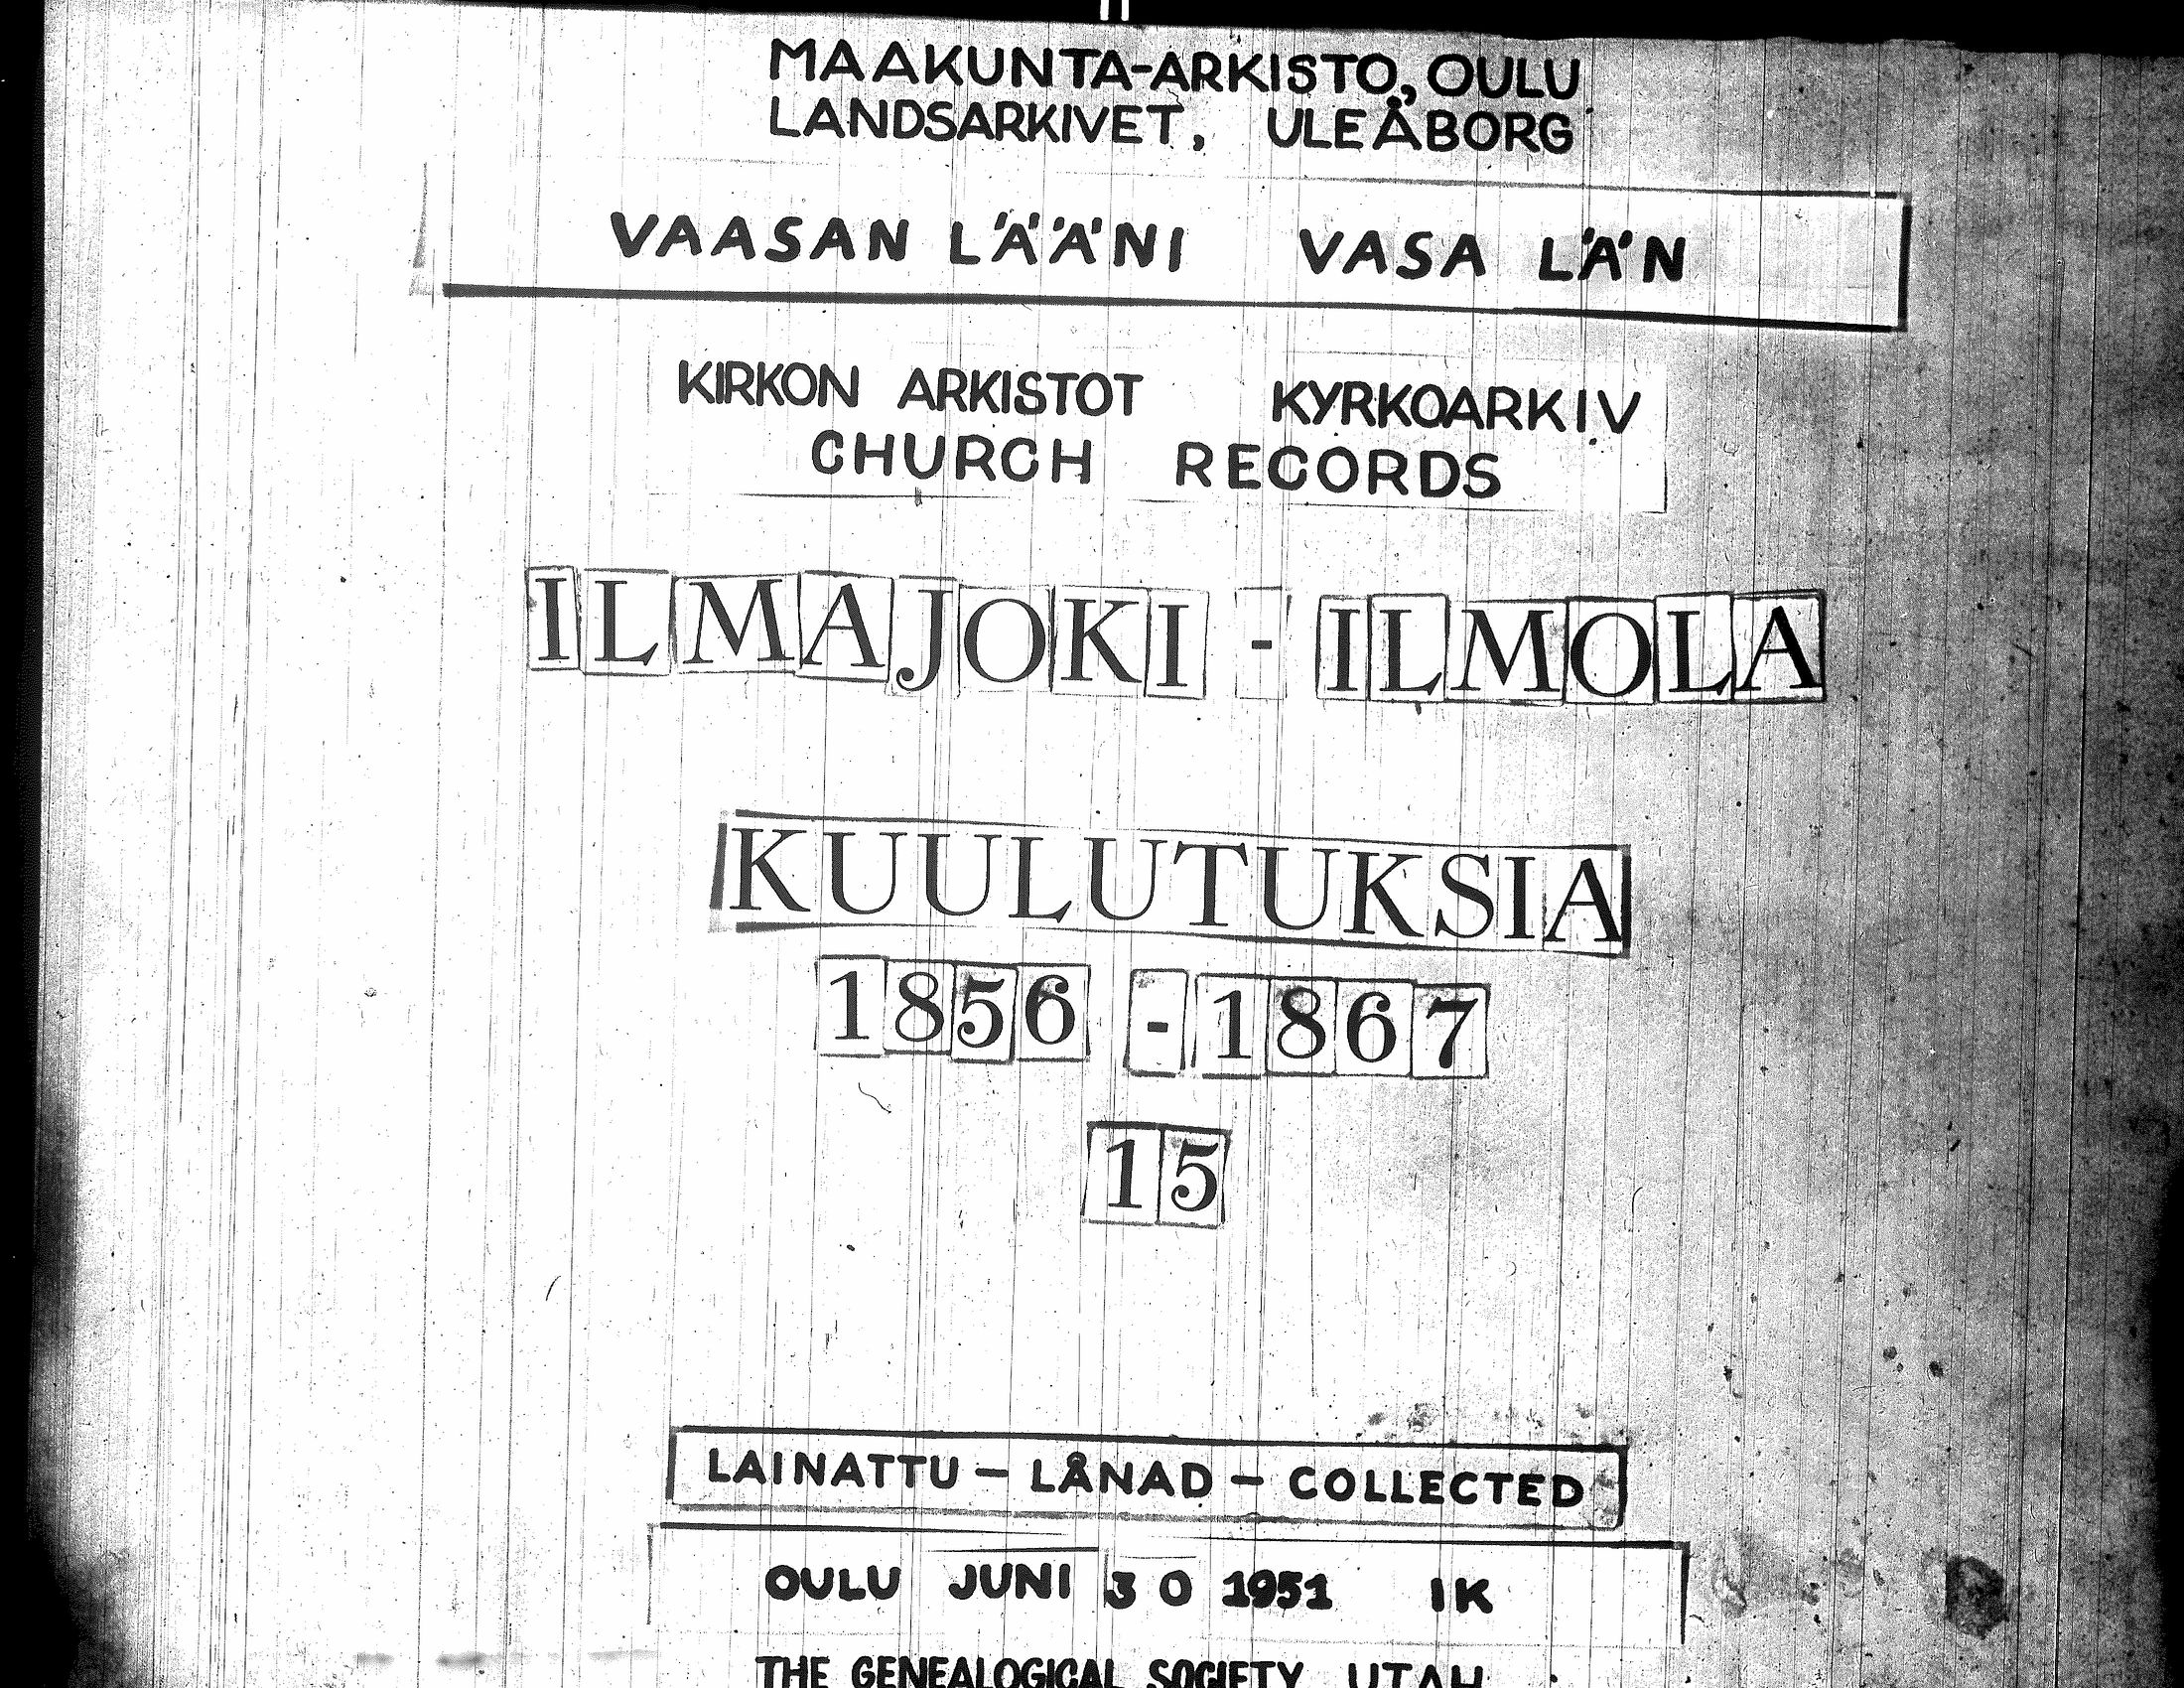 MAAKUNTA-ARKISTO, OULU
LANDSARKIVET, ULEÅBORG
VAASAN LÄÄNI VASA LÄN
KIRKON ARKISTOT KYRKOARKIV
CHURCH RECORDS
ILMAJOKI - ILMOLA
KUULUTUKSIA
1856 - 1867
15
LAINATTU — LÅNAD — COLLECTED
OULU JUNI 30 1951 IK
THE GENEALOGICAL SOCIETY UTAH